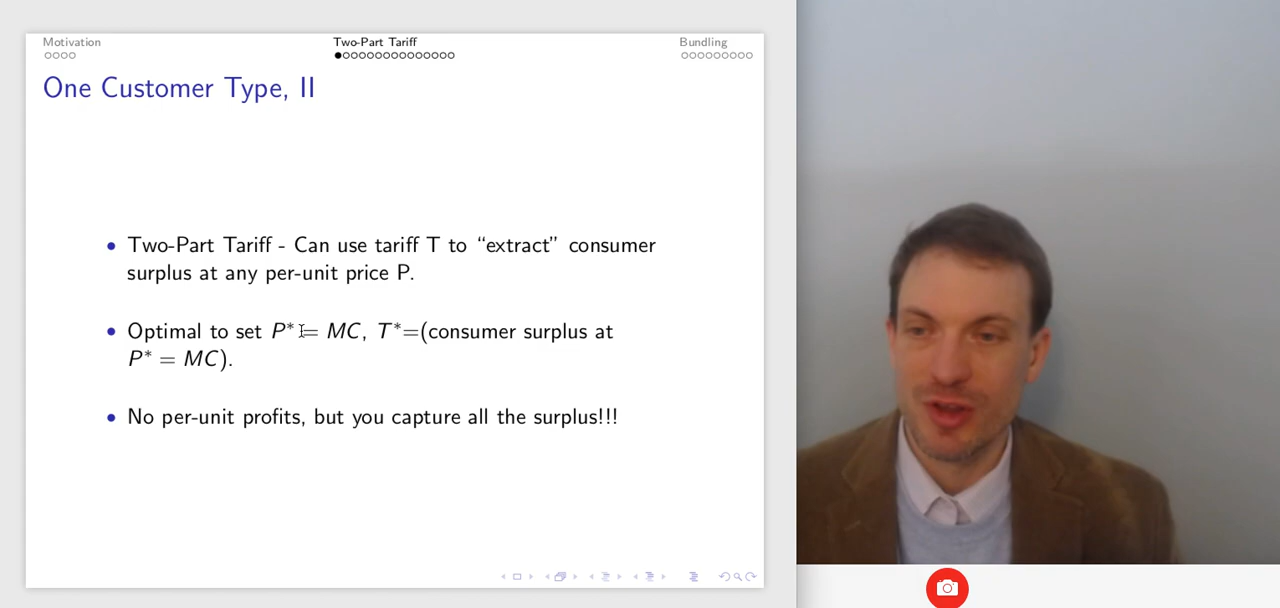 Motivation
Two-Part Tariff
Bundling
One Customer Type, II
Two-Part Tariff - Can use tariff T to “extract” consumer
surplus at any per-unit price P.
Optimal to set P* = MC, T*=(consumer surplus at
P* = MC).
No per-unit profits, but you capture all the surplus!!!